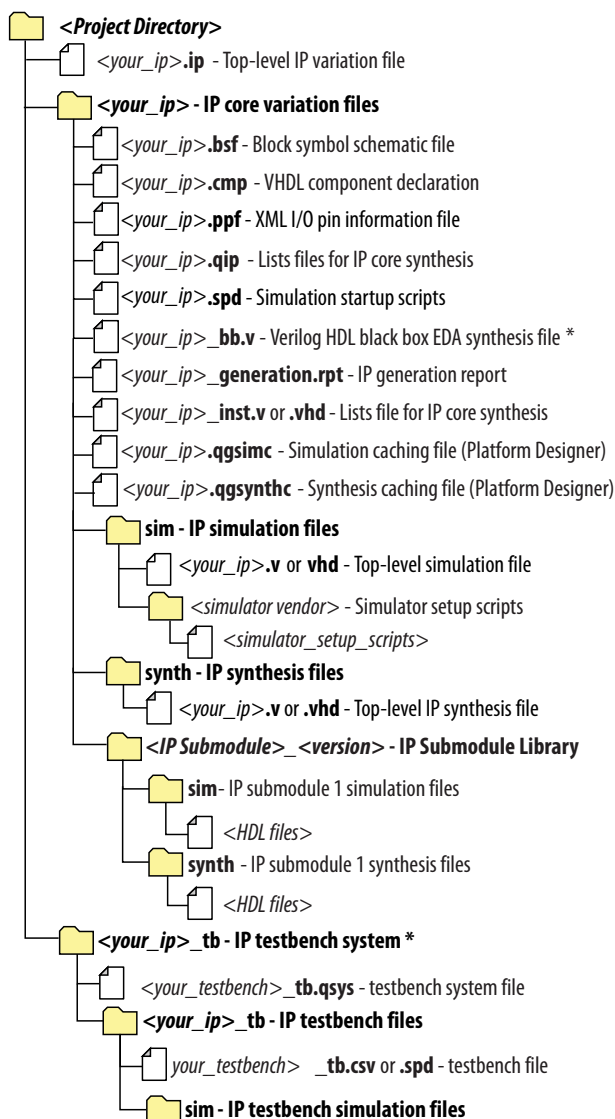 <Project Directory>
<your_ip>.ip - Top-level IP variation file
<your_ip> - IP core variation files
<your_ip>.bsf - Block symbol schematic file
<your_ip>.cmp - VHDL component declaration
<your_ip>.ppf - XML I/O pin information file
<your_ip>.qip - Lists files for IP core synthesis
<your_ip>.spd - Simulation startup scripts
<your_ip>_bb.v - Verilog HDL black box EDA synthesis file *
<your_ip>_generation.rpt - IP generation report
<your_ip>_inst.v or .vhd - Lists file for IP core synthesis
<your_ip>.qgsimc - Simulation caching file (Platform Designer)
<your_ip>.qgsynthc - Synthesis caching file (Platform Designer)
sim - IP simulation files
<your_ip>.v or vhd - Top-level simulation file
<simulator vendor> - Simulator setup scripts
<simulator_setup_scripts>
synth - IP synthesis files
<your_ip>.v or .vhd - Top-level IP synthesis file
<IP Submodule>_<version> - IP Submodule Library
sim- IP submodule 1 simulation files
<HDL files>
synth - IP submodule 1 synthesis files
<HDL files>
<your_ip>_tb - IP testbench system *
<your_testbench>_tb.qsys - testbench system file
<your_ip>_tb - IP testbench files
your_testbench> _tb.csv or .spd - testbench file
sim - IP testbench simulation files